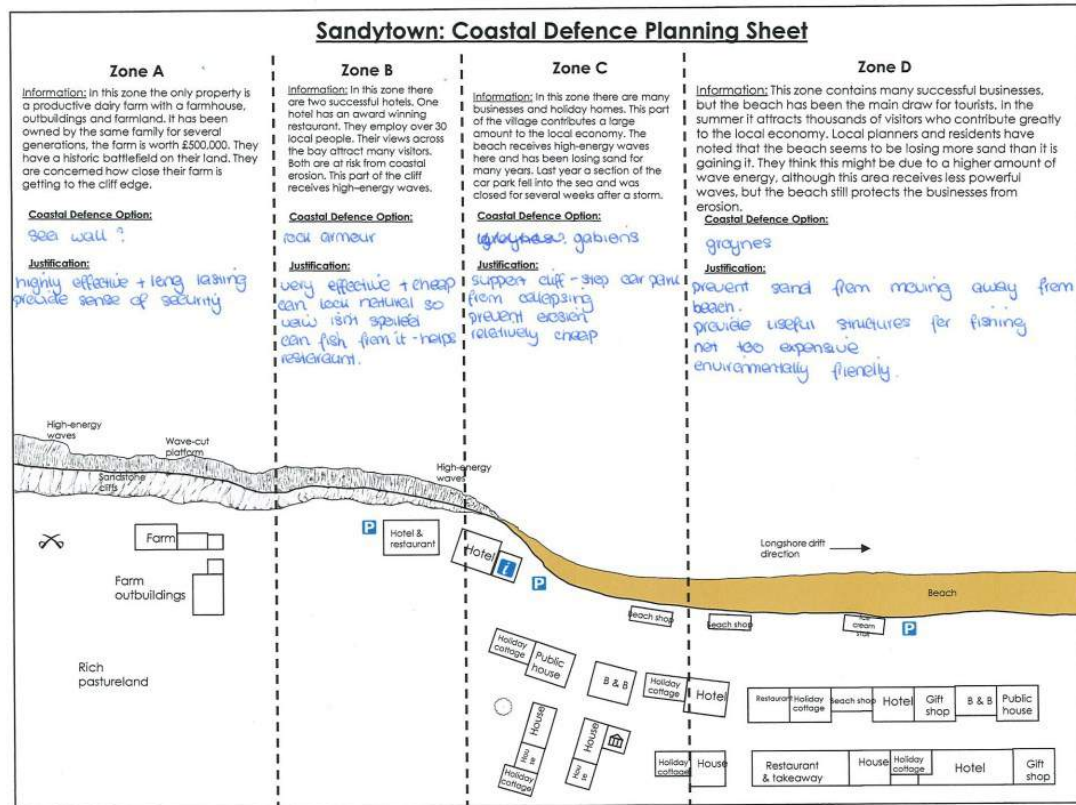 Sandytown: Coastal Defence Planning Sheet
Zone A
Information: In this zone the only property is
a productive dairy farm with a farmhouse,
outbuildings and farmland. It has been
owned by the same family for several
generations, the farm is worth £500,000. They
have a historic battlefield on their land. They
are concerned how close their farm is
getting to the cliff edge.
Coastal Defence Option:
sea wall?
Justification:
highly effective + long lasting
provide sense of security
Zone B
Information: In this zone there
are two successful hotels. One
hotel has an award winning
restaurant. They employ over 30
local people. Their views across
the bay attract many visitors.
Both are at risk from coastal
erosion. This part of the cliff
receives high-energy waves.
Coastal Defence Option:
rock armour
Justification:
very effective + cheap
can look natural so
view isn't spoiled
can fish from it - helps
restaraunt.
Zone C
Information: In this zone there are many
businesses and holiday homes. This part
of the village contributes a large
amount to the local economy. The
beach receives high-energy waves
here and has been losing sand for
many years. Last year a section of the
car park fell into the sea and was
closed for several weeks after a storm.
Coastal Defence Option:
gabions
Justification:
support cliff - stop car park
from collapsing
prevent erosion
relatively cheap
Zone D
Information: This zone contains many successful businesses,
but the beach has been the main draw for tourists. In the
summer it attracts thousands of visitors who contribute greatly
to the local economy. Local planners and residents have
noted that the beach seems to be losing more sand than it is
gaining it. They think this might be due to a higher amount of
wave energy, although this area receives less powerful
waves, but the beach still protects the businesses from
erosion.
Coastal Defence Option:
groynes
Justification:
prevent sand from moving away from
beach.
provide useful structures for fishing
not too expensive
environmentally friendly.
High-energy
waves
Wave-cut
platform
Sandstone
cliffs
High-energy
waves
Farm
Farm
outbuildings
Rich
pastureland
P
Hotel &
restaurant
Hotel
i
P
Longshore drift
direction
Beach
Beach shop
Beach shop
Ice
cream
stall
P
Holiday
cottage
Public
house
B & B
Holiday
cottage
Hotel
House
Hou
se
Holiday
cottage
House
Hou
se
Holiday
cottage
House
Restaurant
Holiday
cottage
Beach shop
Hotel
Gift
shop
B & B
Public
house
Restaurant
& takeaway
House
Holiday
cottage
Hotel
Gift
shop